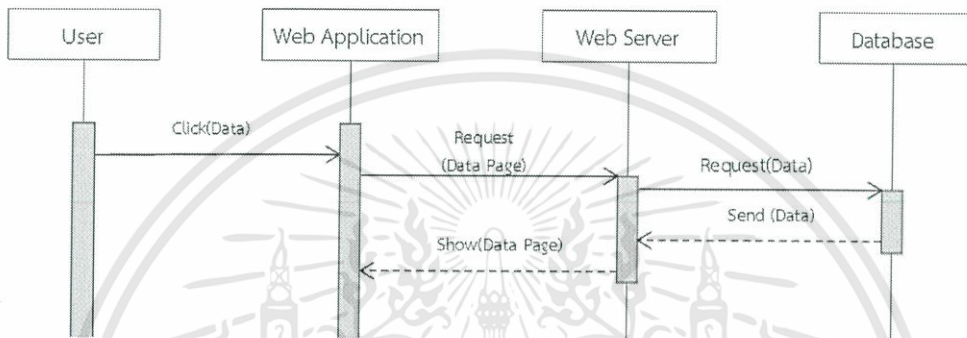 User
Web Application
Web Server
Database
Click(Data)
Request
(Data Page)
Request(Data)
Send (Data)
Show(Data Page)